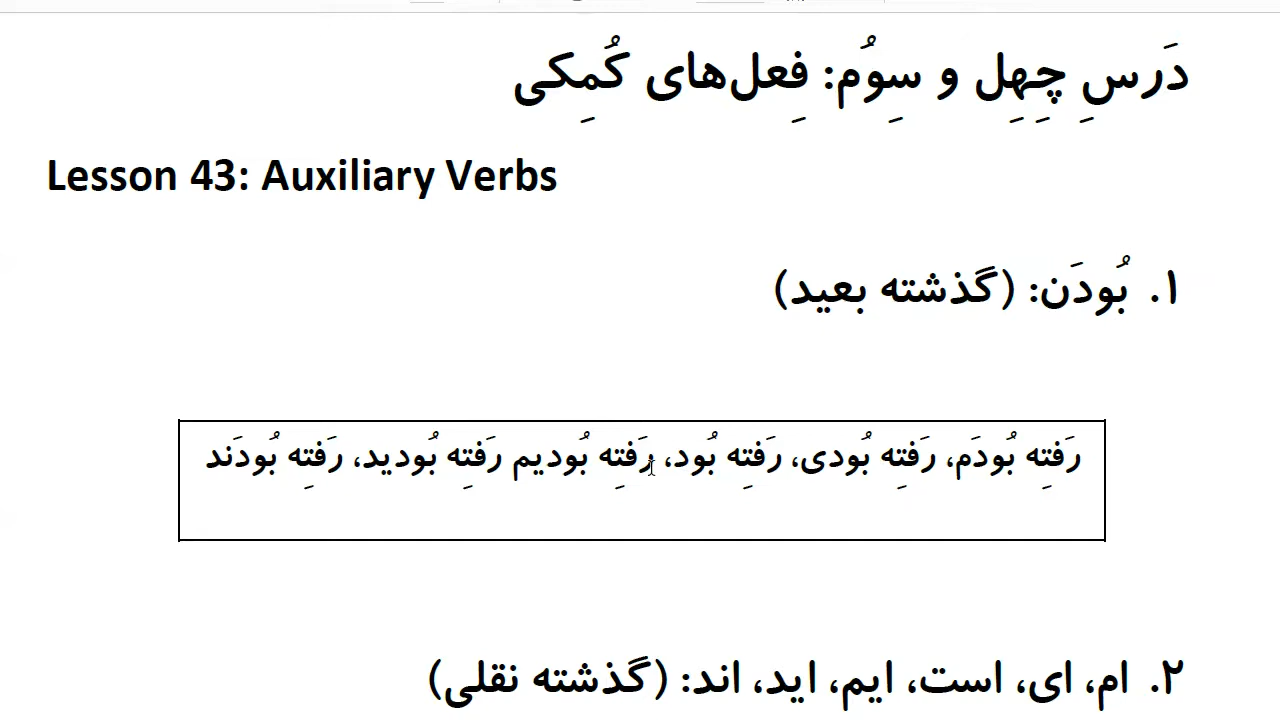 دَرسِ چِهِل و سِوُم: فِعل‌های کُمِکی
Lesson 43: Auxiliary Verbs
۱. بُودَن: (گذشته بعید)
رَفتِه بُودَم، رَفتِه بُودی، رَفتِه بُود، رَفتِه بُودیم رَفتِه بُودید، رَفتِه بُودَند
۲. ام، ای، است، ایم، اید، اند: (گذشته نقلی)